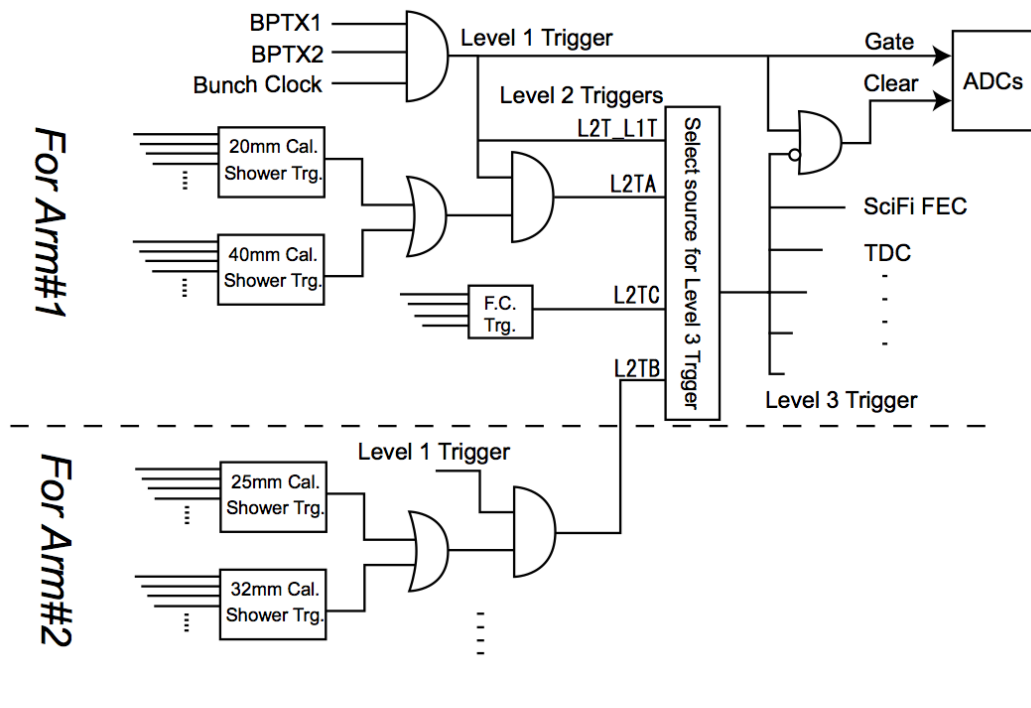 BPTX1
BPTX2
Bunch Clock
Level 1 Trigger
Gate
Clear
ADCs
Level 2 Triggers
L2T_L1T
For Arm#1
20mm Cal.
Shower Trg.
L2TA
Select source for Level 3 Trgger
SciFi FEC
40mm Cal.
Shower Trg.
TDC
F.C.
Trg.
L2TC
L2TB
Level 3 Trigger
For Arm#2
Level 1 Trigger
25mm Cal.
Shower Trg.
32mm Cal.
Shower Trg.